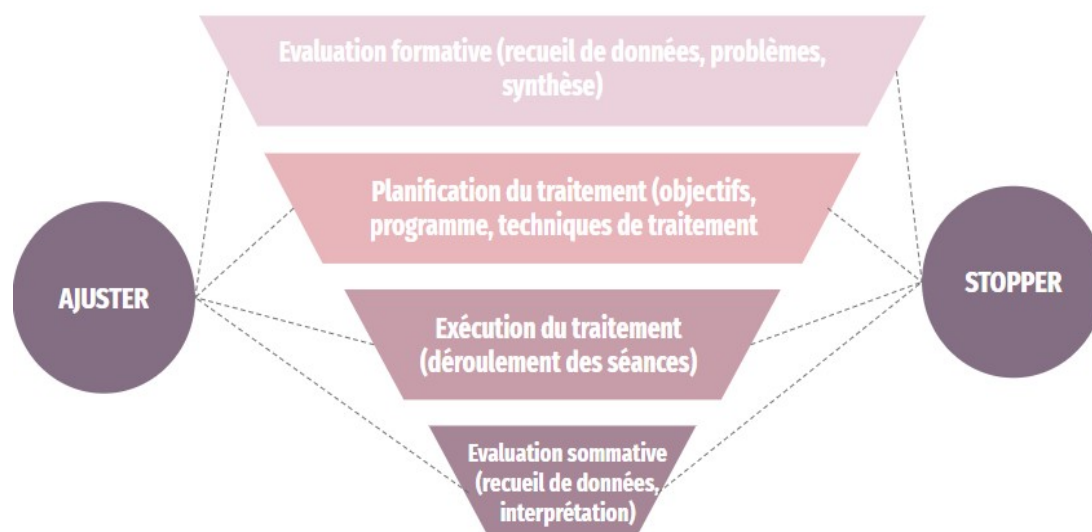 Evaluation formative (recueil de données, problèmes,
synthèse)
Planification du traitement (objectifs,
programme, techniques de traitement
AJUSTER
STOPPER
Exécution du traitement
(déroulement des séances)
Evaluation sommative
(recueil de données,
interprétation)